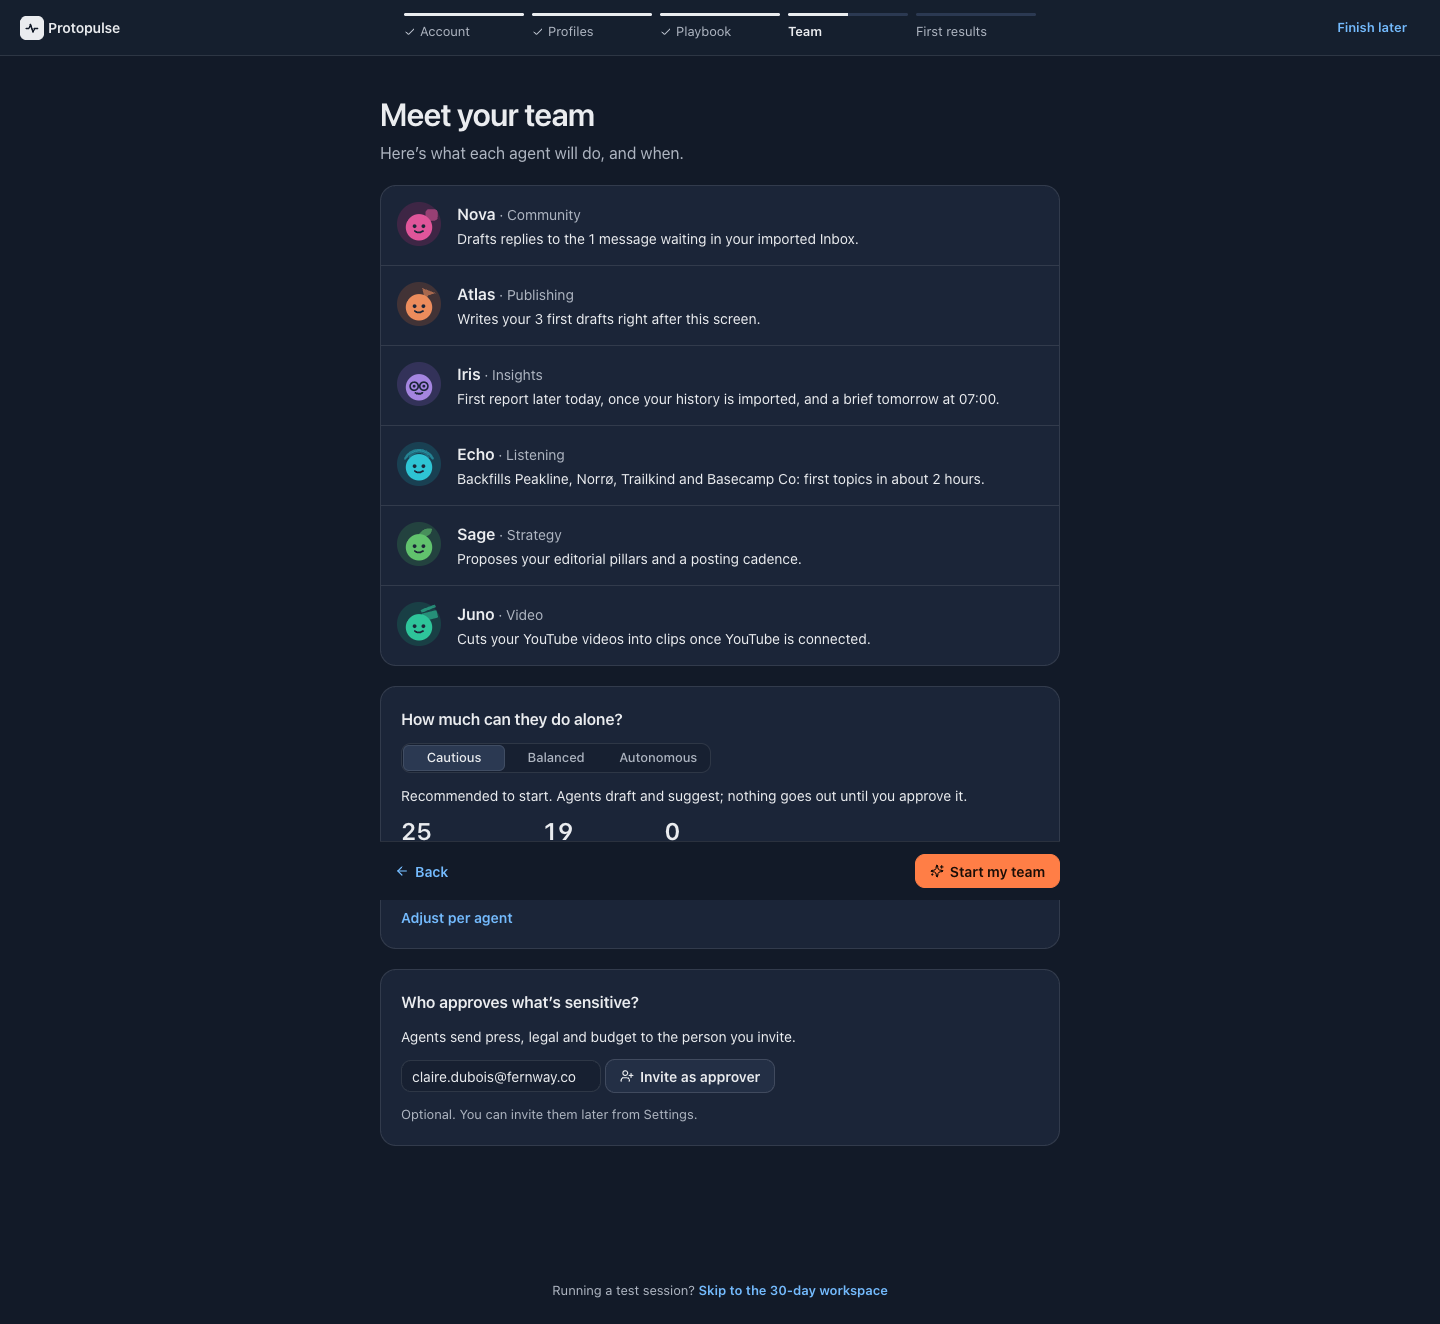 Protopulse
Account
Profiles
Playbook
Team
First results
Finish later
Meet your team
Here’s what each agent will do, and when.
Nova · Community
Drafts replies to the 1 message waiting in your imported Inbox.
Atlas · Publishing
Writes your 3 first drafts right after this screen.
Iris · Insights
First report later today, once your history is imported, and a brief tomorrow at 07:00.
Echo · Listening
Backfills Peakline, Norrø, Trailkind and Basecamp Co: first topics in about 2 hours.
Sage · Strategy
Proposes your editorial pillars and a posting cadence.
Juno · Video
Cuts your YouTube videos into clips once YouTube is connected.
How much can they do alone?
Cautious
Balanced
Autonomous
Recommended to start. Agents draft and suggest; nothing goes out until you approve it.
25
19
0
Back
Start my team
Adjust per agent
Who approves what’s sensitive?
Agents send press, legal and budget to the person you invite.
claire.dubois@fernway.co
Invite as approver
Optional. You can invite them later from Settings.
Running a test session? Skip to the 30-day workspace